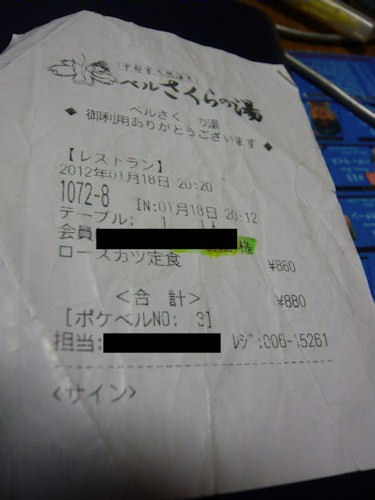 ベルさくらの湯
ベルさく の湯
◆ 御利用ありがとうございます ◆
【レストラン】
2012年01月18日 20:20
1072-8 IN:01月18日 20:12
テーブル: 1 1人
会員 様
ロースカツ定食 ¥880
＜合 計＞ ¥880
[ポケベルNO: 3]
担当: ﾚｼﾞ:006-15261
<サイン>